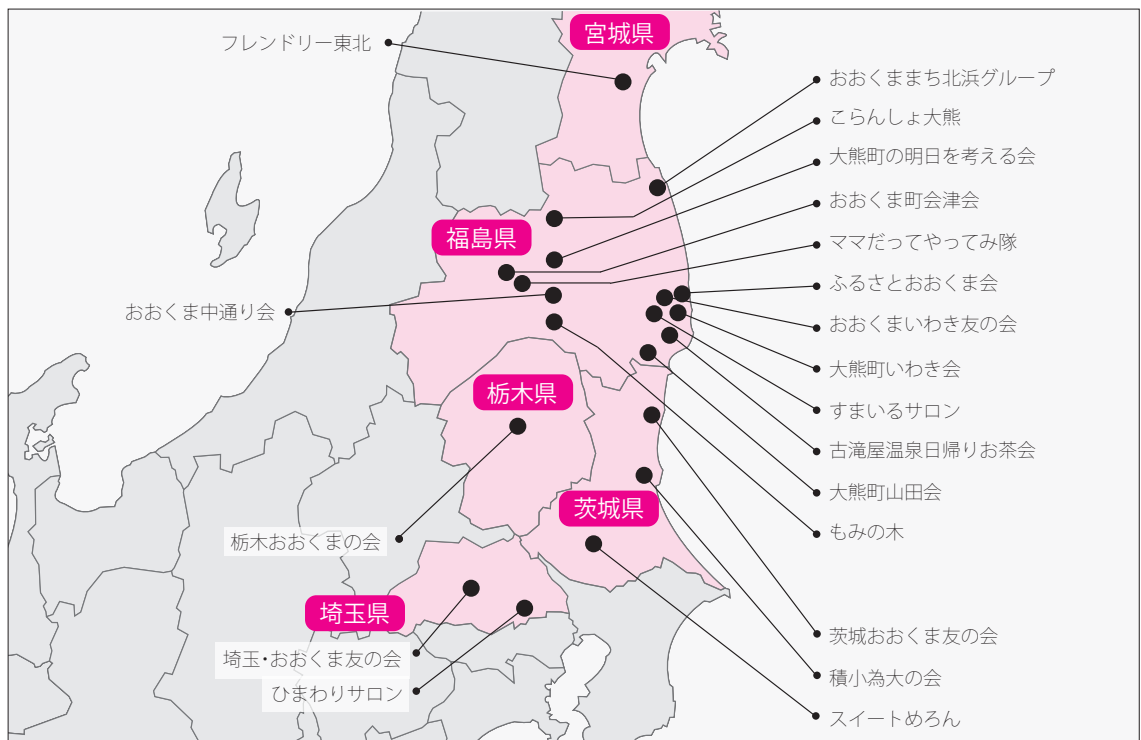 宮城県
フレンドリー東北
おおくままち北浜グループ
こらんしょ大熊
大熊町の明日を考える会
おおくま町会津会
福島県
ママだってやってみ隊
ふるさとおおくま会
おおくま中通り会
おおくまいわき友の会
大熊町いわき会
栃木県
すまいるサロン
古滝屋温泉日帰りお茶会
大熊町山田会
茨城県
もみの木
栃木おおくまの会
埼玉県
茨城おおくま友の会
埼玉・おおくま友の会
積小為大の会
ひまわりサロン
スイートめろん